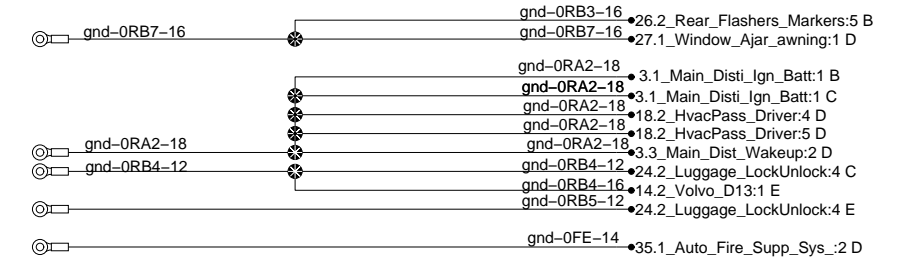 gnd-0RB3-16 26.2_Rear_Flashers_Markers:5 B
gnd-0RB7-16 gnd-0RB7-16 27.1_Window_Ajar_awning:1 D
gnd-0RA2-18 3.1_Main_Disti_Ign_Batt:1 B
gnd-0RA2-18 3.1_Main_Disti_Ign_Batt:1 C
gnd-0RA2-18 18.2_HvacPass_Driver:4 D
gnd-0RA2-18 18.2_HvacPass_Driver:5 D
gnd-0RA2-18 gnd-0RA2-18 3.3_Main_Dist_Wakeup:2 D
gnd-0RB4-12 gnd-0RB4-12 24.2_Luggage_LockUnlock:4 C
gnd-0RB4-16 14.2_Volvo_D13:1 E
gnd-0RB5-12 24.2_Luggage_LockUnlock:4 E
gnd-0FE-14 35.1_Auto_Fire_Supp_Sys_:2 D